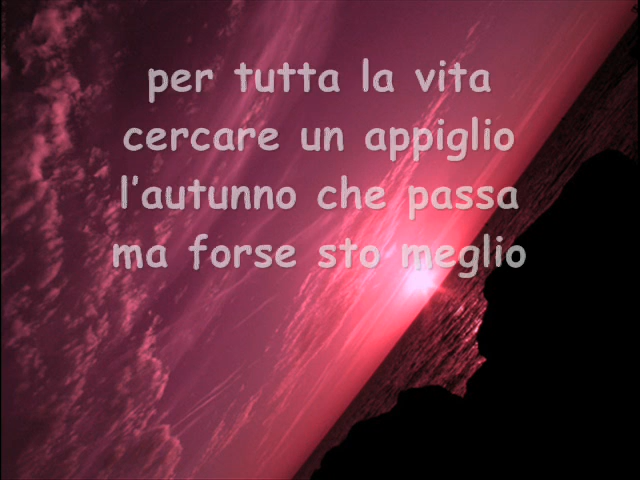 per tutta la vita
cercare un appiglio
l'autunno che passa
ma forse sto meglio